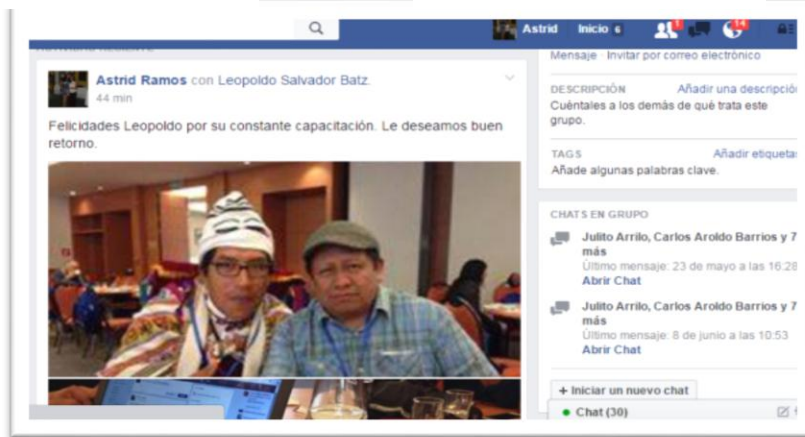 Astrid Inicio 6 1 14
Mensaje Invitar por correo electrónico
Astrid Ramos con Leopoldo Salvador Batz.
44 min
Felicidades Leopoldo por su constante capacitación. Le deseamos buen
retorno.
DESCRIPCIÓN Añadir una descripción
Cuéntales a los demás de qué trata este
grupo.
TAGS Añadir etiquetas
Añade algunas palabras clave.
CHATS EN GRUPO
Julito Arrilo, Carlos Aroldo Barrios y 7
más
Último mensaje: 23 de mayo a las 16:28
Abrir Chat
Julito Arrilo, Carlos Aroldo Barrios y 7
más
Último mensaje: 8 de junio a las 10:53
Abrir Chat
+ Iniciar un nuevo chat
Chat (30)